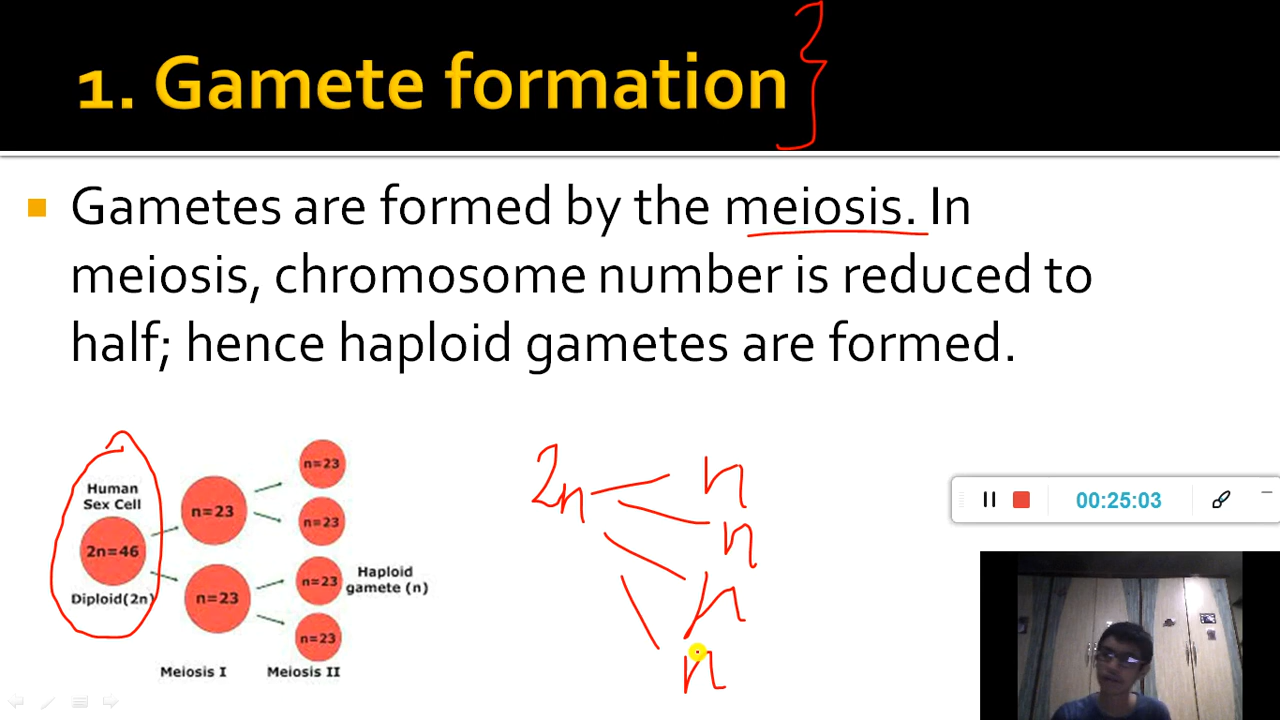 1. Gamete formation }
Gametes are formed by the meiosis. In
meiosis, chromosome number is reduced to
half; hence haploid gametes are formed.
Human
Sex Cell
2n=46
Diploid(2n)
n=23
n=23
Meiosis I
n=23
n=23
n=23
n=23
Meiosis II
Haploid
gamete (n)
2n
n
n
n
n
00:25:03